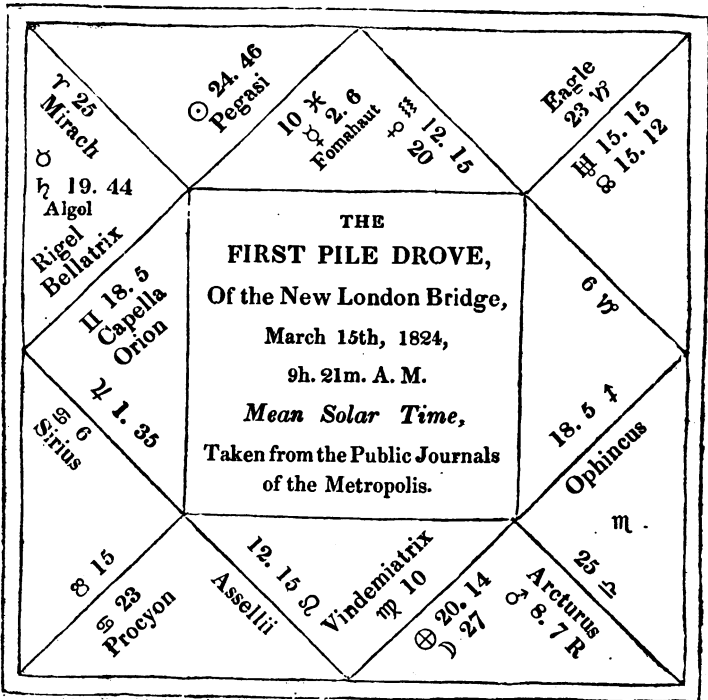 ♈ 25
Mirach
☉ 24. 46
Pegasi
10 ♓
☿ 2. 6
Fomahaut
♀ ♒ 12. 15
20
Eagle
23 ♑
♅ 15. 15
☊ 15. 12
♉
♄ 19. 44
Algol
Rigel
Bellatrix
♊ 18. 5
Capella
Orion
THE
FIRST PILE DROVE,
Of the New London Bridge,
March 15th, 1824,
9h. 21m. A. M.
Mean Solar Time,
Taken from the Public Journals
of the Metropolis.
6 ♑
♃ 1. 35
♋ 6
Sirius
18. 5 ♐
Ophincus
♏
☋ 15
♋ 23
Procyon
12. 15 ♌
Assellii
Vindemiatrix
♍ 10
⊕ 20. 14
☽ 27
25 ♎
Arcturus
♂ 8. 7 R